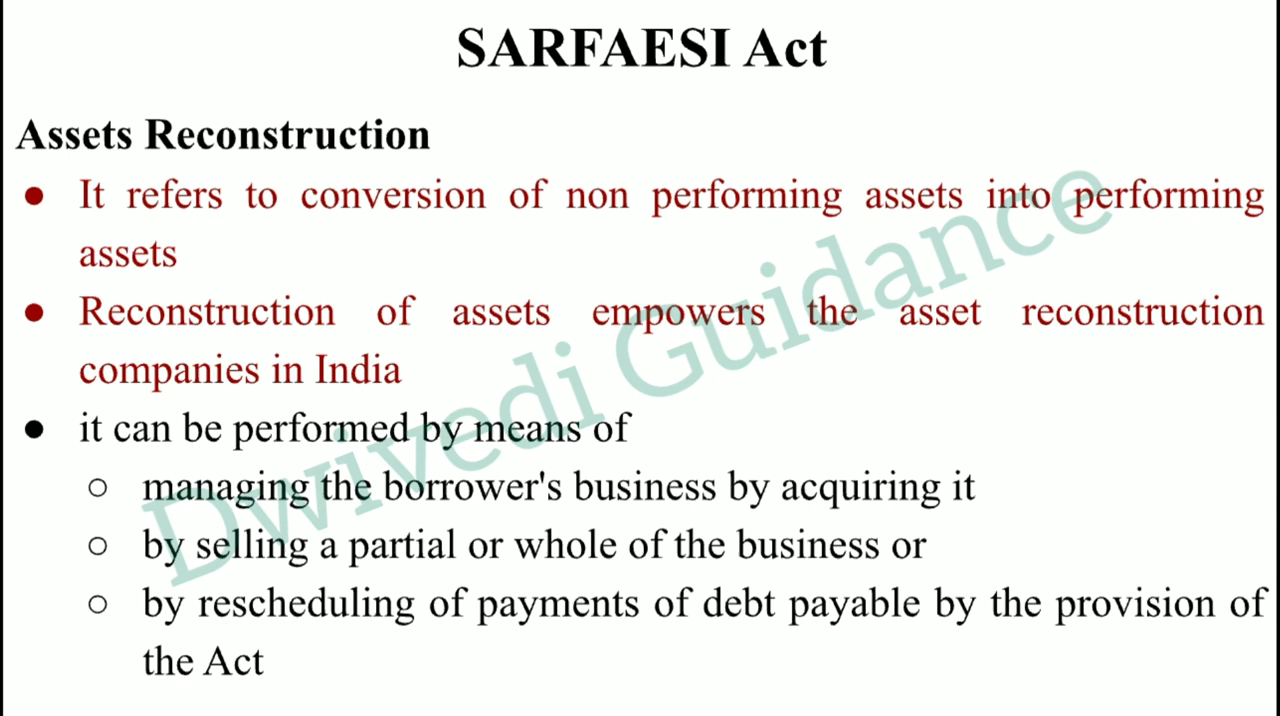 SARFAESI Act
Assets Reconstruction
● It refers to conversion of non performing assets into performing
assets
● Reconstruction of assets empowers the asset reconstruction
companies in India
● it can be performed by means of
○ managing the borrower's business by acquiring it
○ by selling a partial or whole of the business or
○ by rescheduling of payments of debt payable by the provision of
the Act
Dwivedi Guidance